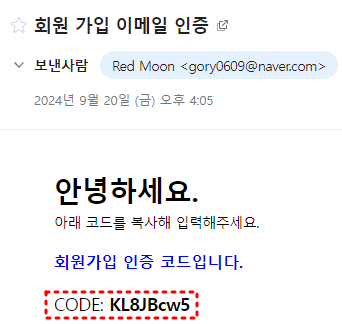 회원 가입 이메일 인증
보낸사람 Red Moon <gory0609@naver.com>
2024년 9월 20일 (금) 오후 4:05
안녕하세요.
아래 코드를 복사해 입력해주세요.
회원가입 인증 코드입니다.
CODE: KL8JBcw5